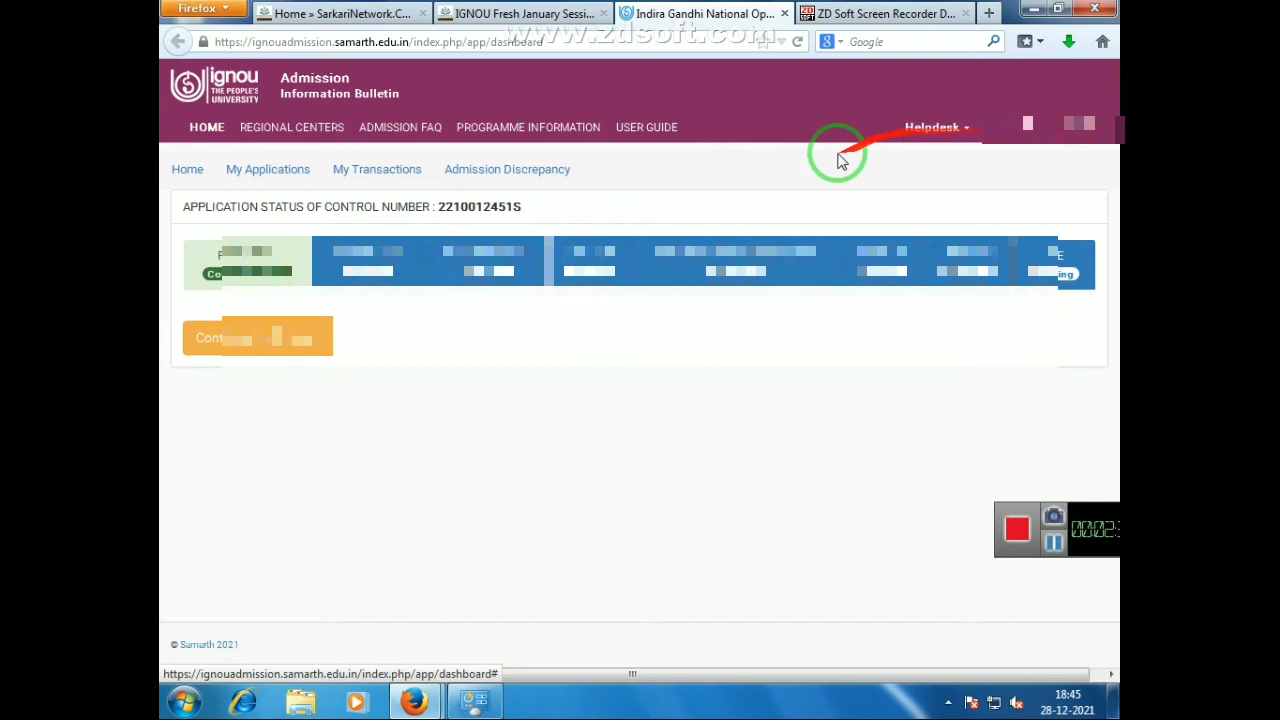 Firefox
Home » SarkariNetwork.C...
IGNOU Fresh January Sessi...
Indira Gandhi National Op...
ZD Soft Screen Recorder D...
www.zdsoft.com
https://ignouadmission.samarth.edu.in/index.php/app/dashboard
Google
ignou
THE PEOPLE'S
UNIVERSITY
Admission
Information Bulletin
HOME REGIONAL CENTERS ADMISSION FAQ PROGRAMME INFORMATION USER GUIDE Helpdesk
Home My Applications My Transactions Admission Discrepancy
APPLICATION STATUS OF CONTROL NUMBER : 2210012451S
© Samarth 2021
https://ignouadmission.samarth.edu.in/index.php/app/dashboard#
18:45
28-12-2021